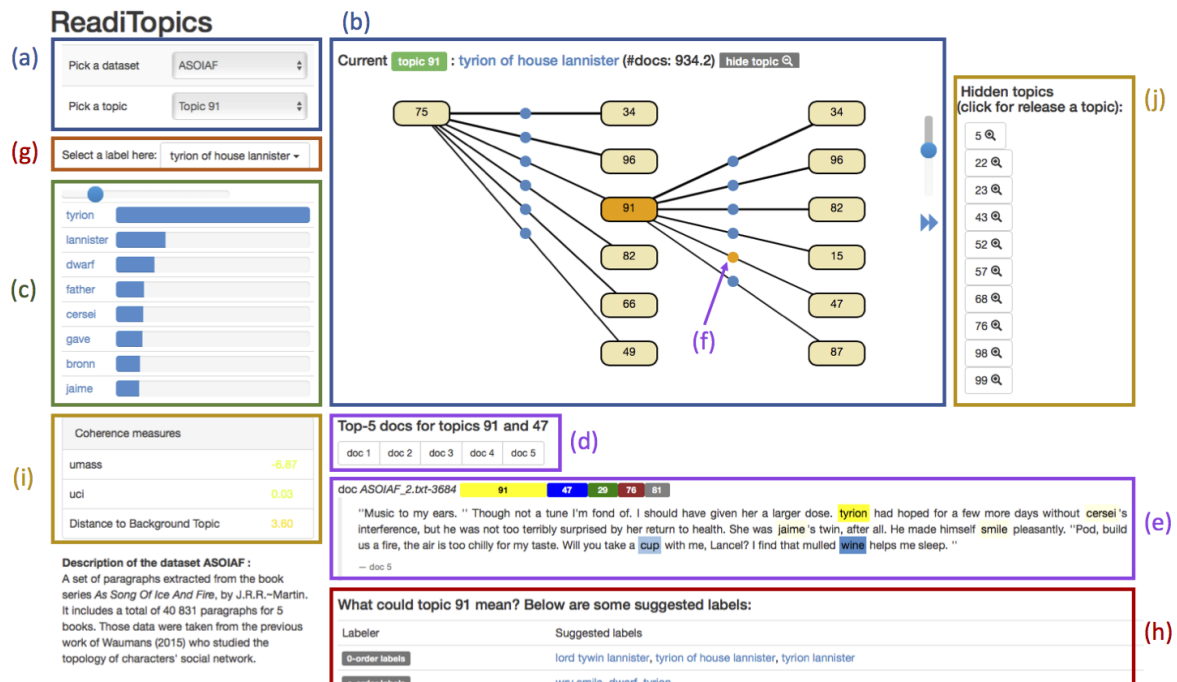 ReadiTopics
(a)
Pick a dataset
ASOIAF
Pick a topic
Topic 91
(g)
Select a label here:
tyrion of house lannister
(c)
tyrion
lannister
dwarf
father
cersei
gave
bronn
jaime
(i)
Coherence measures
umass
-6.87
uci
0.03
Distance to Background Topic
3.60
Description of the dataset ASOIAF :
A set of paragraphs extracted from the book
series As Song Of Ice And Fire, by J.R.R.~Martin.
It includes a total of 40 831 paragraphs for 5
books. Those data were taken from the previous
work of Waumans (2015) who studied the
topology of characters' social network.
(b)
Current topic 91 : tyrion of house lannister (#docs: 934.2) hide topic
75
34
34
96
96
91
82
82
15
66
47
49
87
(f)
Hidden topics
(click for release a topic):
(j)
5
22
23
43
52
57
68
76
98
99
Top-5 docs for topics 91 and 47
(d)
doc 1 doc 2 doc 3 doc 4 doc 5
doc ASOIAF_2.txt-3684 91 47 29 76 81
"Music to my ears. '' Though not a tune I'm fond of. I should have given her a larger dose. tyrion had hoped for a few more days without cersei 's
interference, but he was not too terribly surprised by her return to health. She was jaime 's twin, after all. He made himself smile pleasantly. "Pod, build
us a fire, the air is too chilly for my taste. Will you take a cup with me, Lancel? I find that mulled wine helps me sleep. ''
— doc 5
(e)
What could topic 91 mean? Below are some suggested labels:
(h)
Labeler
Suggested labels
0-order labels
lord tywin lannister, tyrion of house lannister, tyrion lannister